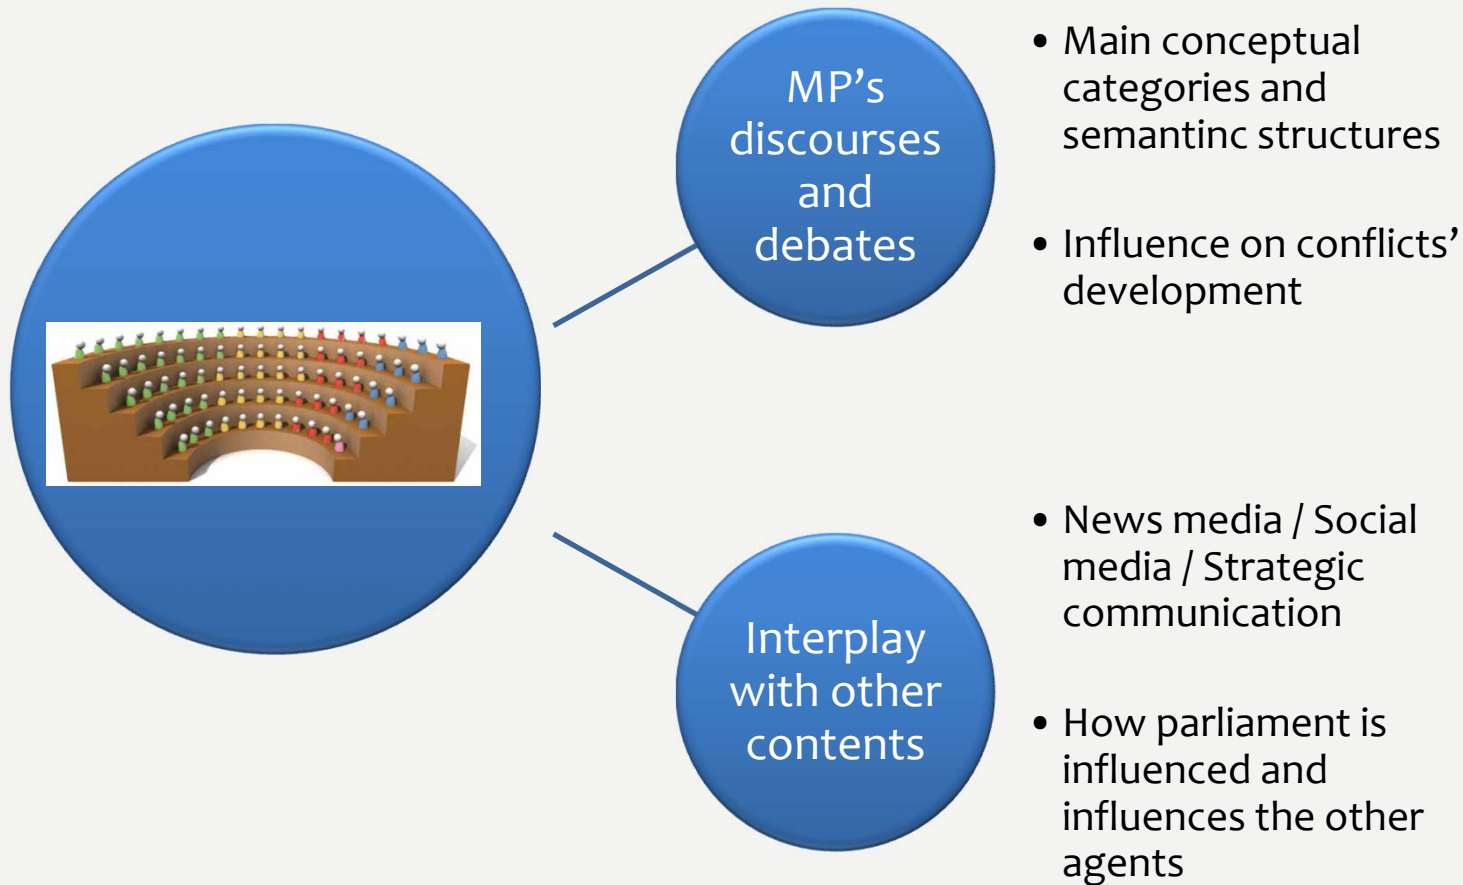 MP’s
discourses
and
debates
• Main conceptual
categories and
semantinc structures
• Influence on conflicts’
development
Interplay
with other
contents
• News media / Social
media / Strategic
communication
• How parliament is
influenced and
influences the other
agents